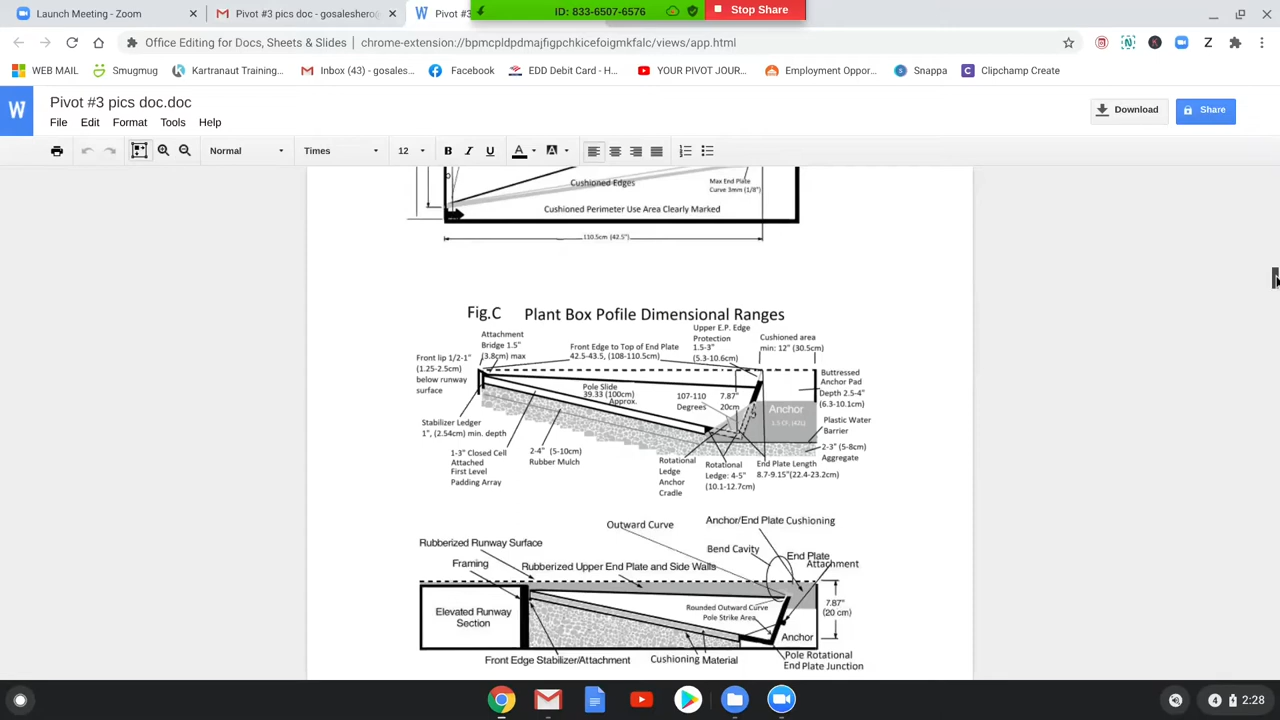 Launch Meeting - Zoom
Pivot #3 pics doc - gosalesherc
Pivot #3 pics doc
ID: 833-6507-6576
Stop Share
Office Editing for Docs, Sheets & Slides
chrome-extension://bpmcpldpdmajfigpchkicefoigmkfalc/views/app.html
WEB MAIL
Smugmug
Kartranaut Training...
Inbox (43) - gosales...
Facebook
EDD Debit Card - H...
YOUR PIVOT JOUR...
Employment Oppor...
Snappa
Clipchamp Create
W
Pivot #3 pics doc.doc
Download
Share
File Edit Format Tools Help
Normal
Times
12
B I U A A
Cushioned Edges
Max End Plate
Curve 3mm (1/8")
Cushioned Perimeter Use Area Clearly Marked
110.5cm (42.5")
Fig.C Plant Box Pofile Dimensional Ranges
Attachment
Bridge 1.5"
(3.8cm) max
Front Edge to Top of End Plate
42.5-43.5, (108-110.5cm)
Upper E.P. Edge
Protection
1.5-3"
(5.3-10.6cm)
Cushioned area
min: 12" (30.5cm)
Front lip 1/2-1"
(1.25-2.5cm)
below runway
surface
Pole Slide
39.33 (100cm)
Approx.
107-110
Degrees
7.87"
20cm
Anchor
Buttressed
Anchor Pad
Depth 2.5-4"
(6.3-10.1cm)
Plastic Water
Barrier
Stabilizer Ledger
1", (2.54cm) min. depth
1-3" Closed Cell
Attached
First Level
Padding Array
2-4" (5-10cm)
Rubber Mulch
Rotational
Ledge
Anchor
Cradle
Rotational
Ledge: 4-5"
(10.1-12.7cm)
End Plate Length
8.7-9.15"(22.4-23.2cm)
2-3" (5-8cm)
Aggregate
Outward Curve
Anchor/End Plate Cushioning
Rubberized Runway Surface
Bend Cavity
End Plate
Attachment
Framing
Rubberized Upper End Plate and Side Walls
Elevated Runway
Section
Rounded Outward Curve
Pole Strike Area
7.87"
(20 cm)
Anchor
Front Edge Stabilizer/Attachment
Cushioning Material
Pole Rotational
End Plate Junction
4
2:28